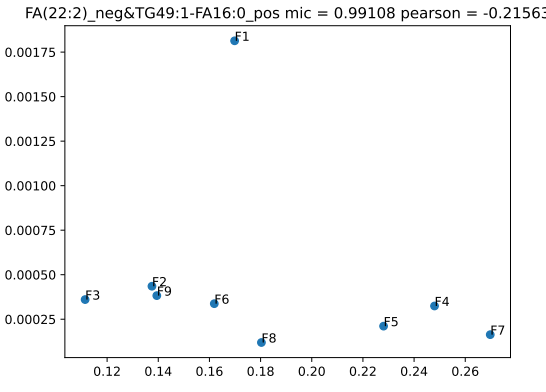 FA(22:2)_neg&TG49:1-FA16:0_pos mic = 0.99108 pearson = -0.21563
0.00175
F1
0.00150
0.00125
0.00100
0.00075
0.00050
F2
F3
F9
F6
F4
0.00025
F5
F7
F8
0.12 0.14 0.16 0.18 0.20 0.22 0.24 0.26